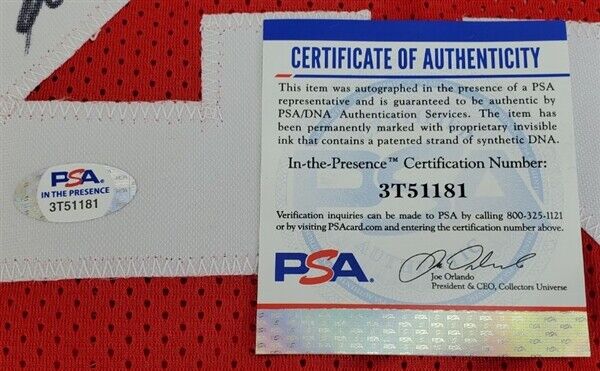 CERTIFICATE OF AUTHENTICITY
This item was autographed in the presence of a PSA
representative and is guaranteed to be authentic by
PSA/DNA Authentication Services. The item has
been permanently marked with proprietary invisible
ink that contains a patented strand of synthetic DNA.
In-the-Presence™ Certification Number:
3T51181
Verification inquiries can be made to PSA by calling 800-325-1121
or by visiting PSAcard.com and entering the certification number above.
PSA.
Joe Orlando
President & CEO, Collectors Universe
PSA.
IN THE PRESENCE
3T51181